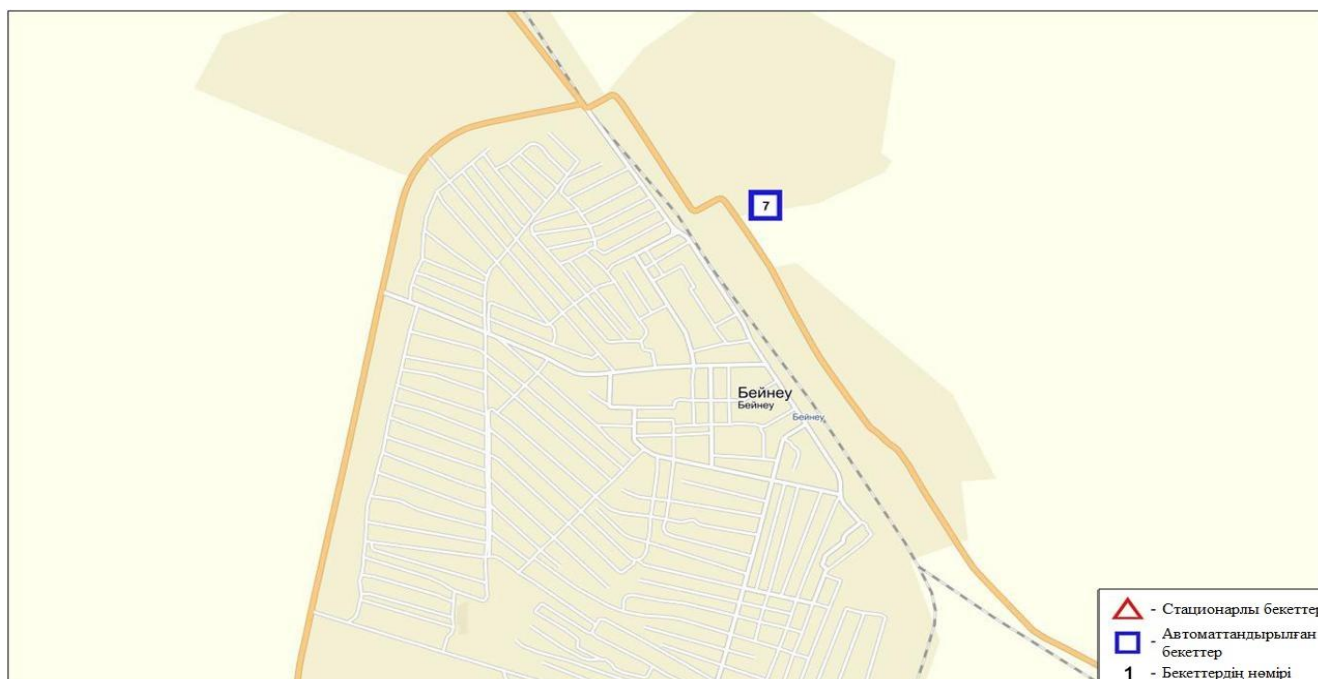 7
Бейнеу
Бейнеу
Бейнеу
- Стационарлы бекеттер
- Автоматтандырылған
бекеттер
1 - Бекеттердің нөмірі